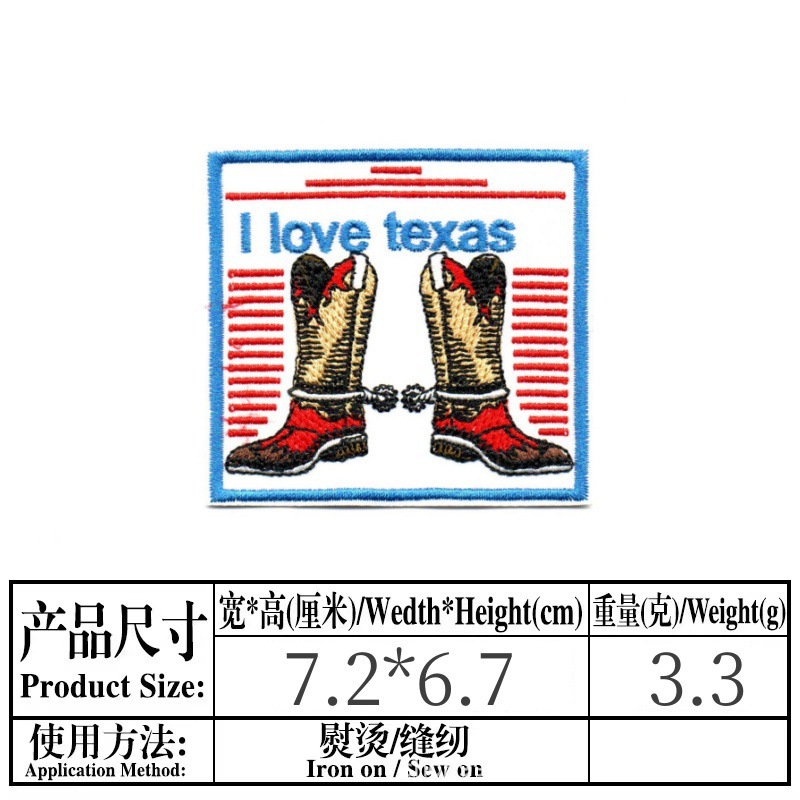 I love texas
产品尺寸
Product Size:
宽*高(厘米)/Wedth*Height(cm)
重量(克)/Weight(g)
7.2*6.7
3.3
使用方法:
Application Method:
熨烫/缝纫
Iron on / Sew on